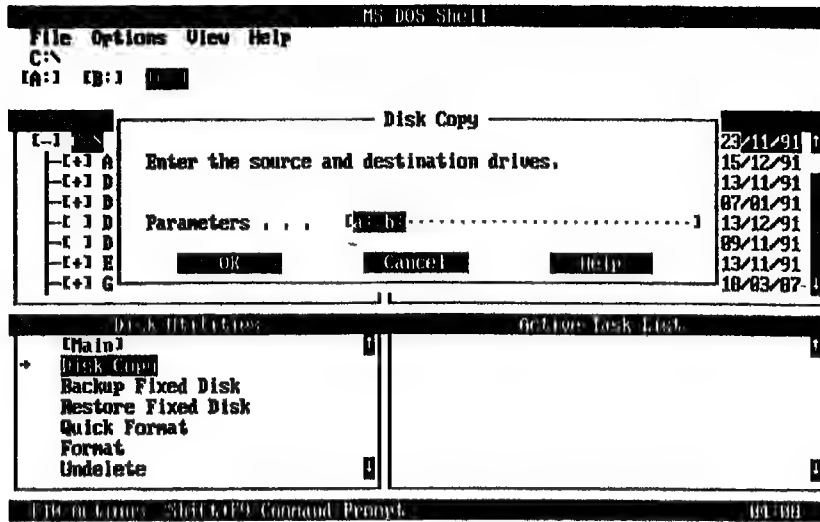 MS DOS Shell
File Options View Help
C:\
[A:] [B:]
Disk Copy
[-]
[+] A
[+] D
[+] B
[ ] D
[ ] D
[+] E
[+] G
Enter the source and destination drives.
Parameters . . . [a: b:.............................]
OK Cancel Help
23/11/91
15/12/91
13/11/91
07/01/91
13/12/91
09/11/91
13/11/91
10/03/87
Disk Utilities Active Task List
[Main]
Disk Copy
Backup Fixed Disk
Restore Fixed Disk
Quick Format
Format
Undelete
Shift+F9 Command Prompt